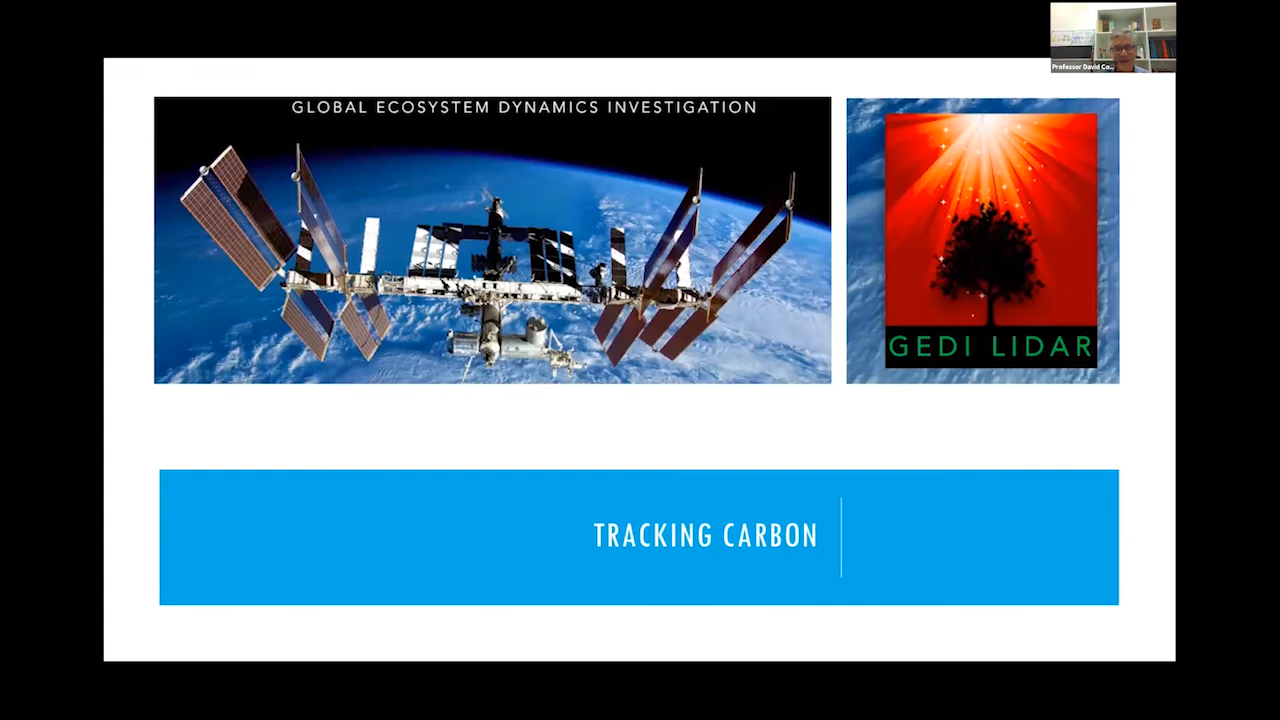 Professor David Co...
GLOBAL ECOSYSTEM DYNAMICS INVESTIGATION
GEDI LIDAR
TRACKING CARBON